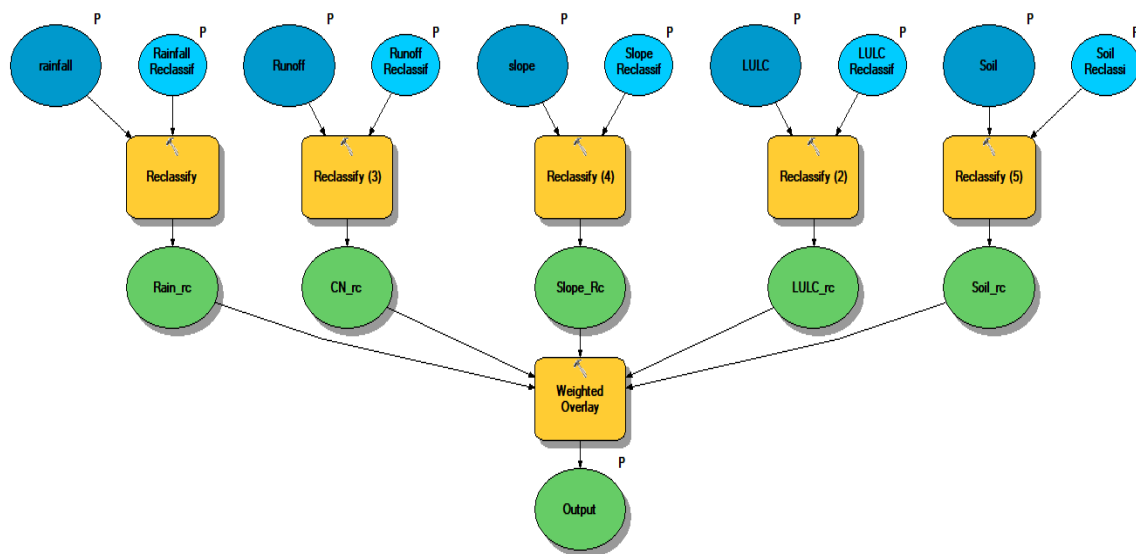 P
P
P
P
P
P
P
P
P
P
rainfall
Rainfall
Reclassif
Runoff
Runoff
Reclassif
slope
Slope
Reclassif
LULC
LULC
Reclassif
Soil
Soil
Reclassi
Reclassify
Reclassify (3)
Reclassify (4)
Reclassify (2)
Reclassify (5)
Rain_rc
CN_rc
Slope_Rc
LULC_rc
Soil_rc
Weighted
Overlay
P
Output